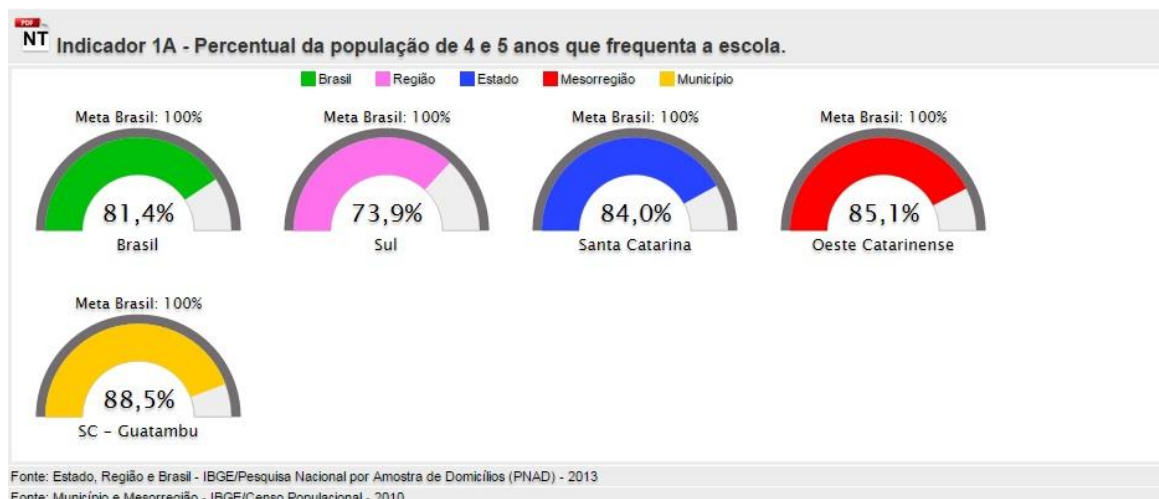 PDF
NT Indicador 1A - Percentual da população de 4 e 5 anos que frequenta a escola.
Brasil Região Estado Mesorregião Município
Meta Brasil: 100% Meta Brasil: 100% Meta Brasil: 100% Meta Brasil: 100%
81,4% 73,9% 84,0% 85,1%
Brasil Sul Santa Catarina Oeste Catarinense
Meta Brasil: 100%
88,5%
SC – Guatambu
Fonte: Estado, Região e Brasil - IBGE/Pesquisa Nacional por Amostra de Domicílios (PNAD) - 2013
Fonte: Município e Mesorregião - IBGE/Censo Populacional - 2010